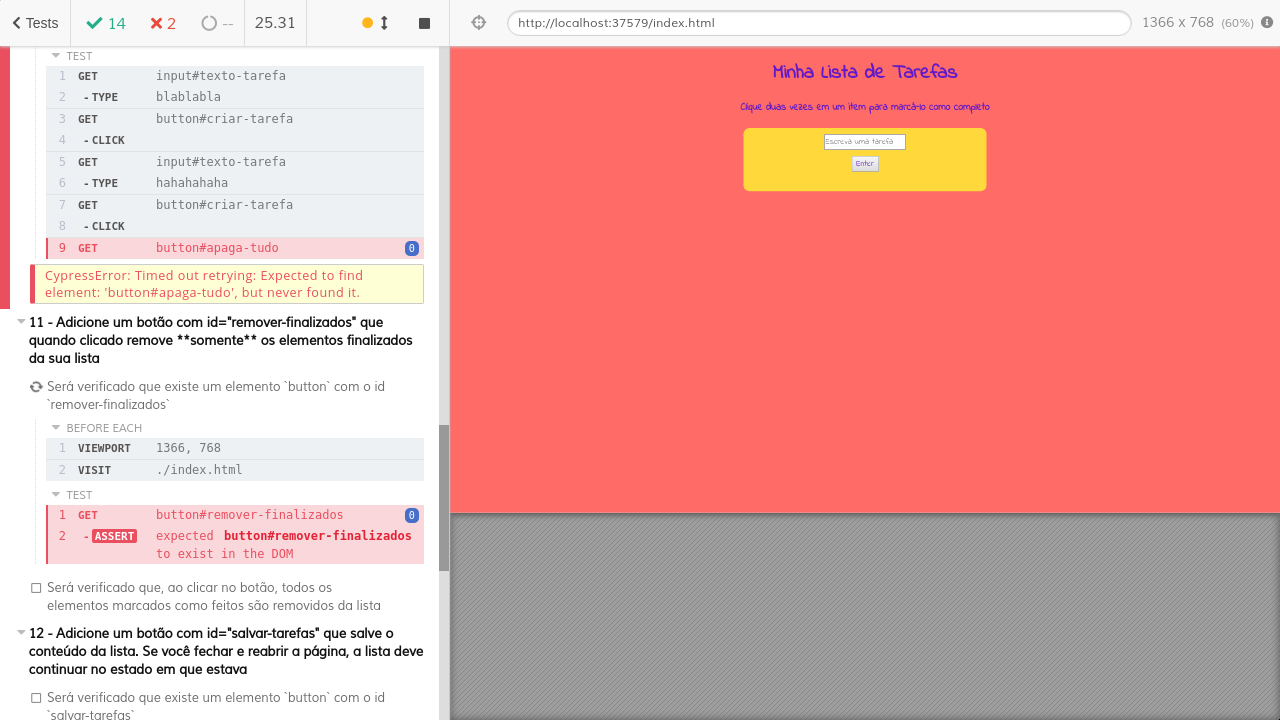 Tests
14
2
--
25.31
http://localhost:37579/index.html
1366 x 768 (60%)
TEST
1 GET input#texto-tarefa
2 - TYPE blablabla
3 GET button#criar-tarefa
4 - CLICK
5 GET input#texto-tarefa
6 - TYPE hahahahaha
7 GET button#criar-tarefa
8 - CLICK
9 GET button#apaga-tudo 0
CypressError: Timed out retrying: Expected to find
element: 'button#apaga-tudo', but never found it.
11 - Adicione um botão com id="remover-finalizados" que
quando clicado remove **somente** os elementos finalizados
da sua lista
Será verificado que existe um elemento `button` com o id
`remover-finalizados`
BEFORE EACH
1 VIEWPORT 1366, 768
2 VISIT ./index.html
TEST
1 GET button#remover-finalizados 0
2 - ASSERT expected button#remover-finalizados
to exist in the DOM
Será verificado que, ao clicar no botão, todos os
elementos marcados como feitos são removidos da lista
12 - Adicione um botão com id="salvar-tarefas" que salve o
conteúdo da lista. Se você fechar e reabrir a página, a lista deve
continuar no estado em que estava
Será verificado que existe um elemento `button` com o id
`salvar-tarefas`
Minha Lista de Tarefas
Clique duas vezes em um item para marcá-lo como completo
Escreva uma tarefa
Enter